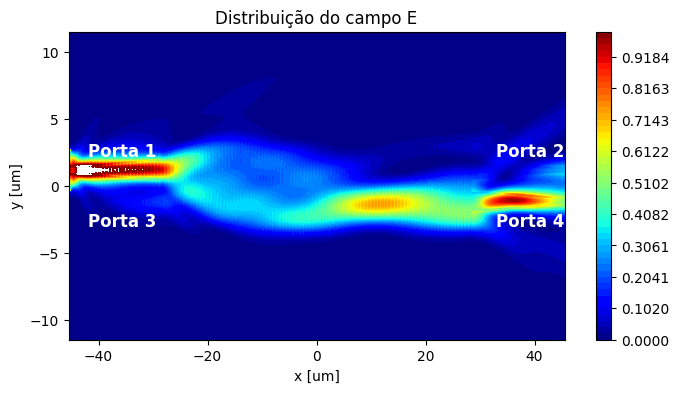 Distribuição do campo E
10
5
0
−5
−10
y [um]
Porta 1
Porta 2
Porta 3
Porta 4
−40
−20
0
20
40
x [um]
0.9184
0.8163
0.7143
0.6122
0.5102
0.4082
0.3061
0.2041
0.1020
0.0000